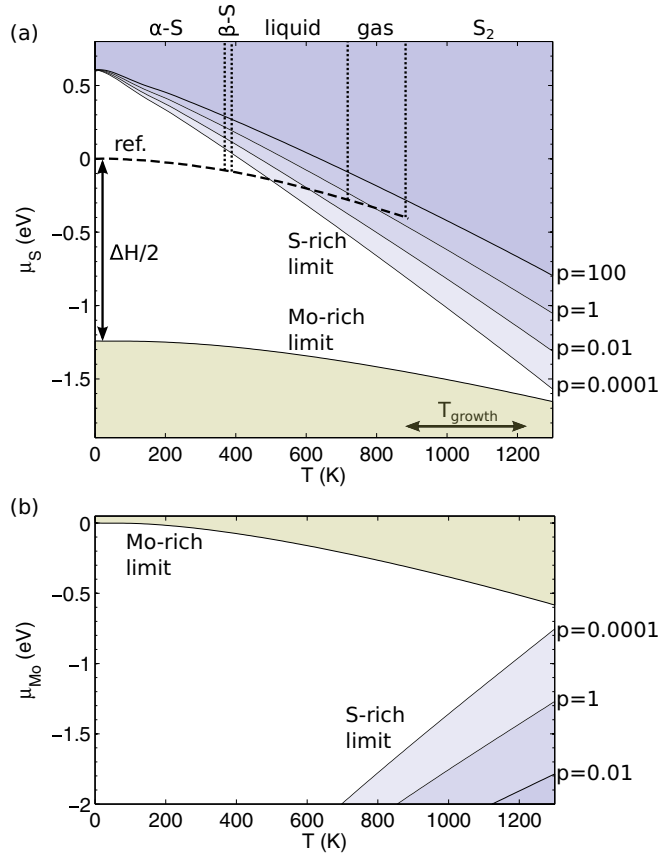 (a)
α-S
β-S
liquid
gas
S2
0.5
0
-0.5
-1
-1.5
μS (eV)
ref.
ΔH/2
S-rich
limit
Mo-rich
limit
p=100
p=1
p=0.01
p=0.0001
Tgrowth
0 200 400 600 800 1000 1200
T (K)
(b)
0
-0.5
-1
-1.5
-2
μMo (eV)
Mo-rich
limit
S-rich
limit
p=0.0001
p=1
p=0.01
0 200 400 600 800 1000 1200
T (K)